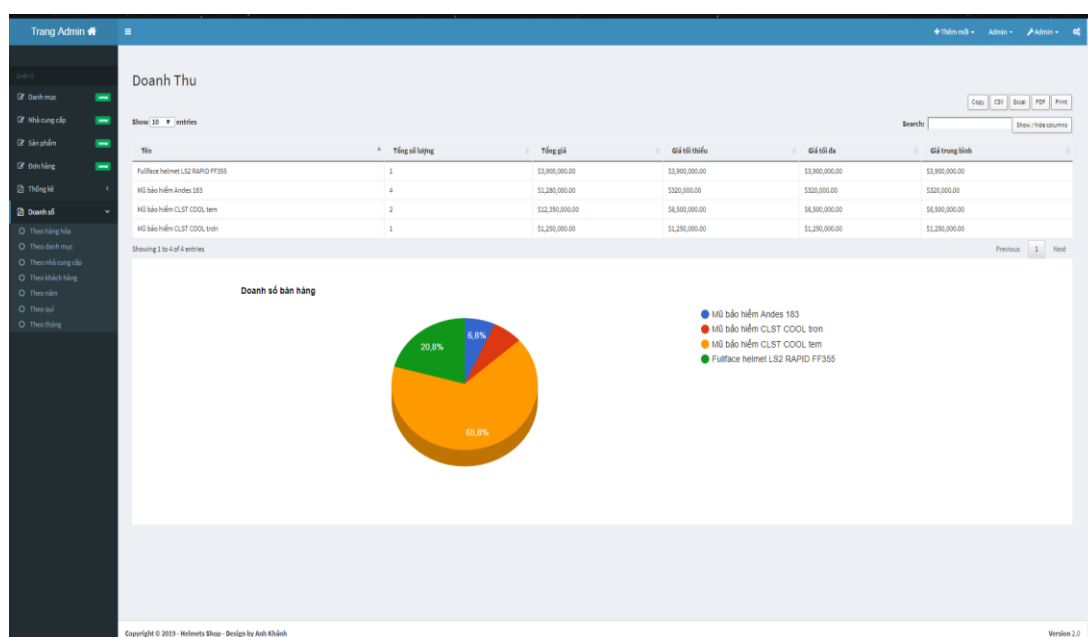 Trang Admin
Thêm mới
Admin
Admin
Quản lý
Danh mục new
Nhà cung cấp new
Sản phẩm new
Đơn hàng new
Thống kê
Doanh số
Theo hàng hóa
Theo danh mục
Theo nhà cung cấp
Theo khách hàng
Theo năm
Theo quí
Theo tháng
Doanh Thu
Copy CSV Excel PDF Print
Show 10 entries
Search:
Show / hide columns
Tên Tổng số lượng Tổng giá Giá tối thiểu Giá tối đa Giá trung bình
Fullface helmet LS2 RAPID FF355 1 $3,900,000.00 $3,900,000.00 $3,900,000.00 $3,900,000.00
Mũ bảo hiểm Andes 183 4 $1,280,000.00 $320,000.00 $320,000.00 $320,000.00
Mũ bảo hiểm CLST COOL tem 2 $12,350,000.00 $6,500,000.00 $6,500,000.00 $6,500,000.00
Mũ bảo hiểm CLST COOL trơn 1 $1,250,000.00 $1,250,000.00 $1,250,000.00 $1,250,000.00
Showing 1 to 4 of 4 entries
Previous 1 Next
Doanh số bán hàng
6,8%
20,8%
65,8%
Mũ bảo hiểm Andes 183
Mũ bảo hiểm CLST COOL trơn
Mũ bảo hiểm CLST COOL tem
Fullface helmet LS2 RAPID FF355
Copyright © 2019 - Helmets Shop - Design by Anh Khánh
Version 2.0